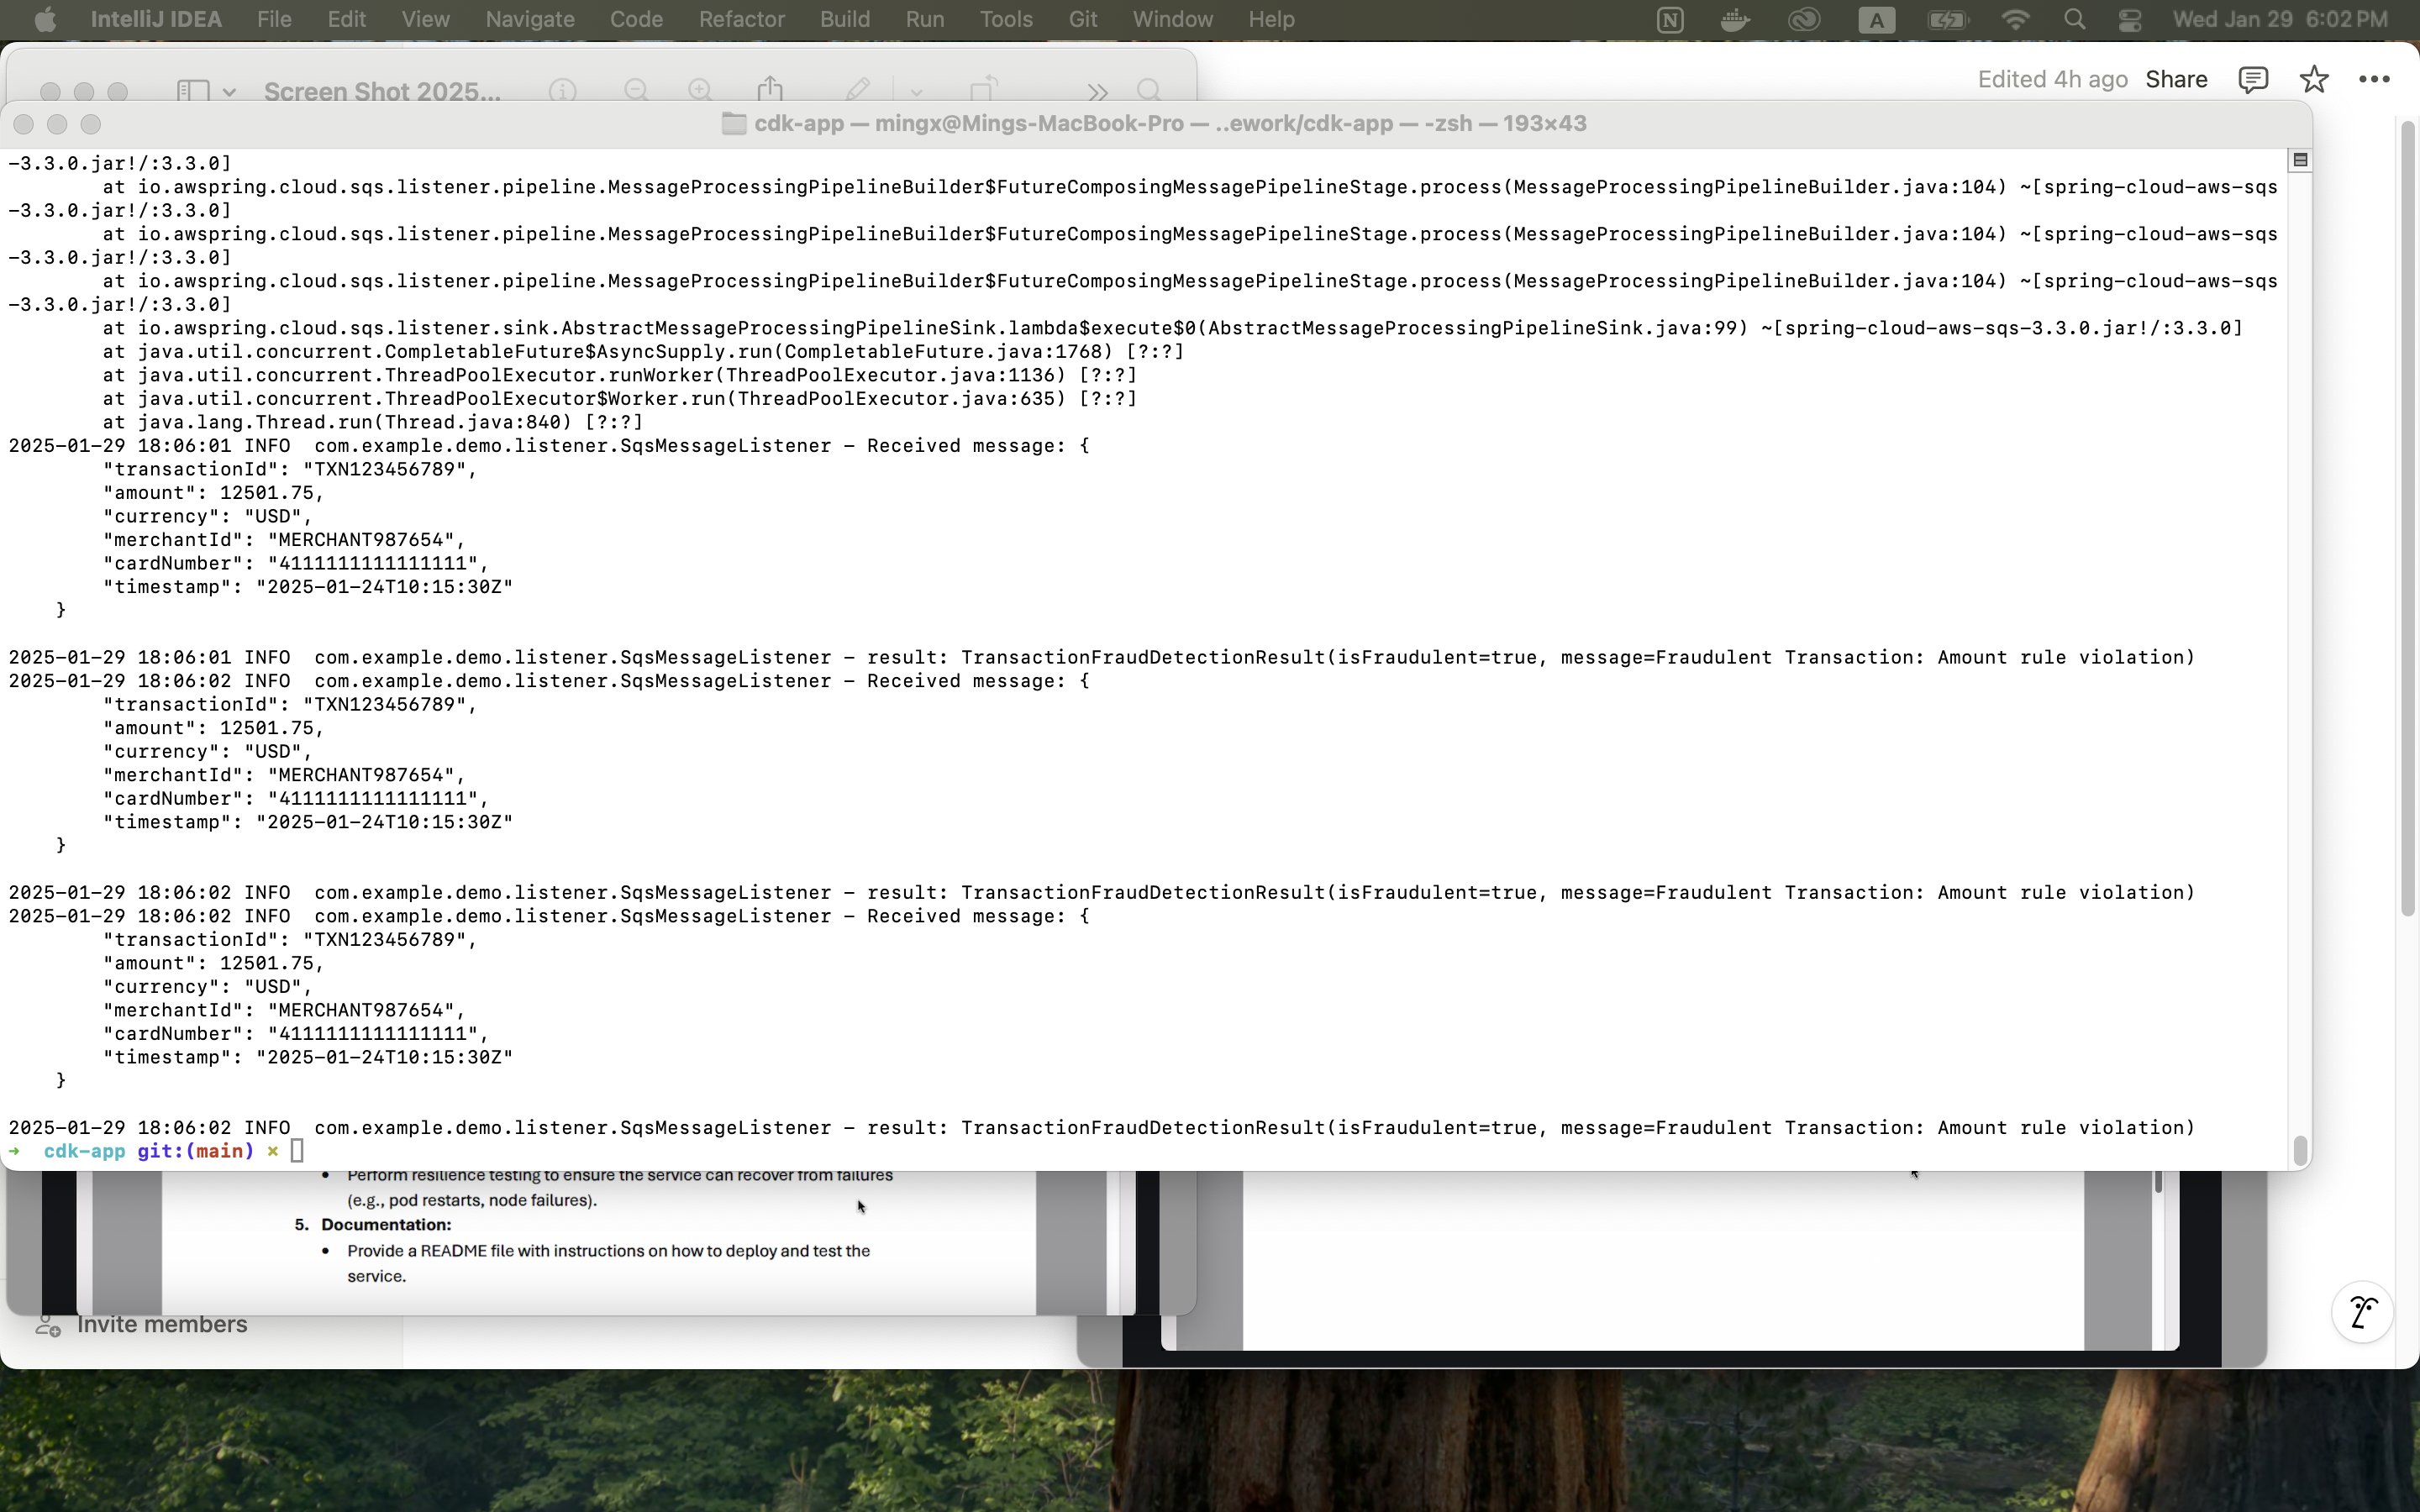 IntelliJ IDEA File Edit View Navigate Code Refactor Build Run Tools Git Window Help A Wed Jan 29 6:02 PM
Screen Shot 2025...
Edited 4h ago Share
cdk-app — mingx@Mings-MacBook-Pro — ..ework/cdk-app — -zsh — 193×43
-3.3.0.jar!/:3.3.0]
at io.awspring.cloud.sqs.listener.pipeline.MessageProcessingPipelineBuilder$FutureComposingMessagePipelineStage.process(MessageProcessingPipelineBuilder.java:104) ~[spring-cloud-aws-sqs
-3.3.0.jar!/:3.3.0]
at io.awspring.cloud.sqs.listener.pipeline.MessageProcessingPipelineBuilder$FutureComposingMessagePipelineStage.process(MessageProcessingPipelineBuilder.java:104) ~[spring-cloud-aws-sqs
-3.3.0.jar!/:3.3.0]
at io.awspring.cloud.sqs.listener.pipeline.MessageProcessingPipelineBuilder$FutureComposingMessagePipelineStage.process(MessageProcessingPipelineBuilder.java:104) ~[spring-cloud-aws-sqs
-3.3.0.jar!/:3.3.0]
at io.awspring.cloud.sqs.listener.sink.AbstractMessageProcessingPipelineSink.lambda$execute$0(AbstractMessageProcessingPipelineSink.java:99) ~[spring-cloud-aws-sqs-3.3.0.jar!/:3.3.0]
at java.util.concurrent.CompletableFuture$AsyncSupply.run(CompletableFuture.java:1768) [?:?]
at java.util.concurrent.ThreadPoolExecutor.runWorker(ThreadPoolExecutor.java:1136) [?:?]
at java.util.concurrent.ThreadPoolExecutor$Worker.run(ThreadPoolExecutor.java:635) [?:?]
at java.lang.Thread.run(Thread.java:840) [?:?]
2025-01-29 18:06:01 INFO  com.example.demo.listener.SqsMessageListener - Received message: {
"transactionId": "TXN123456789",
"amount": 12501.75,
"currency": "USD",
"merchantId": "MERCHANT987654",
"cardNumber": "4111111111111111",
"timestamp": "2025-01-24T10:15:30Z"
}
2025-01-29 18:06:01 INFO  com.example.demo.listener.SqsMessageListener - result: TransactionFraudDetectionResult(isFraudulent=true, message=Fraudulent Transaction: Amount rule violation)
2025-01-29 18:06:02 INFO  com.example.demo.listener.SqsMessageListener - Received message: {
"transactionId": "TXN123456789",
"amount": 12501.75,
"currency": "USD",
"merchantId": "MERCHANT987654",
"cardNumber": "4111111111111111",
"timestamp": "2025-01-24T10:15:30Z"
}
2025-01-29 18:06:02 INFO  com.example.demo.listener.SqsMessageListener - result: TransactionFraudDetectionResult(isFraudulent=true, message=Fraudulent Transaction: Amount rule violation)
2025-01-29 18:06:02 INFO  com.example.demo.listener.SqsMessageListener - Received message: {
"transactionId": "TXN123456789",
"amount": 12501.75,
"currency": "USD",
"merchantId": "MERCHANT987654",
"cardNumber": "4111111111111111",
"timestamp": "2025-01-24T10:15:30Z"
}
2025-01-29 18:06:02 INFO  com.example.demo.listener.SqsMessageListener - result: TransactionFraudDetectionResult(isFraudulent=true, message=Fraudulent Transaction: Amount rule violation)
➜ cdk-app git:(main) ×
• Perform resilience testing to ensure the service can recover from failures
(e.g., pod restarts, node failures).
5. Documentation:
• Provide a README file with instructions on how to deploy and test the
service.
Invite members